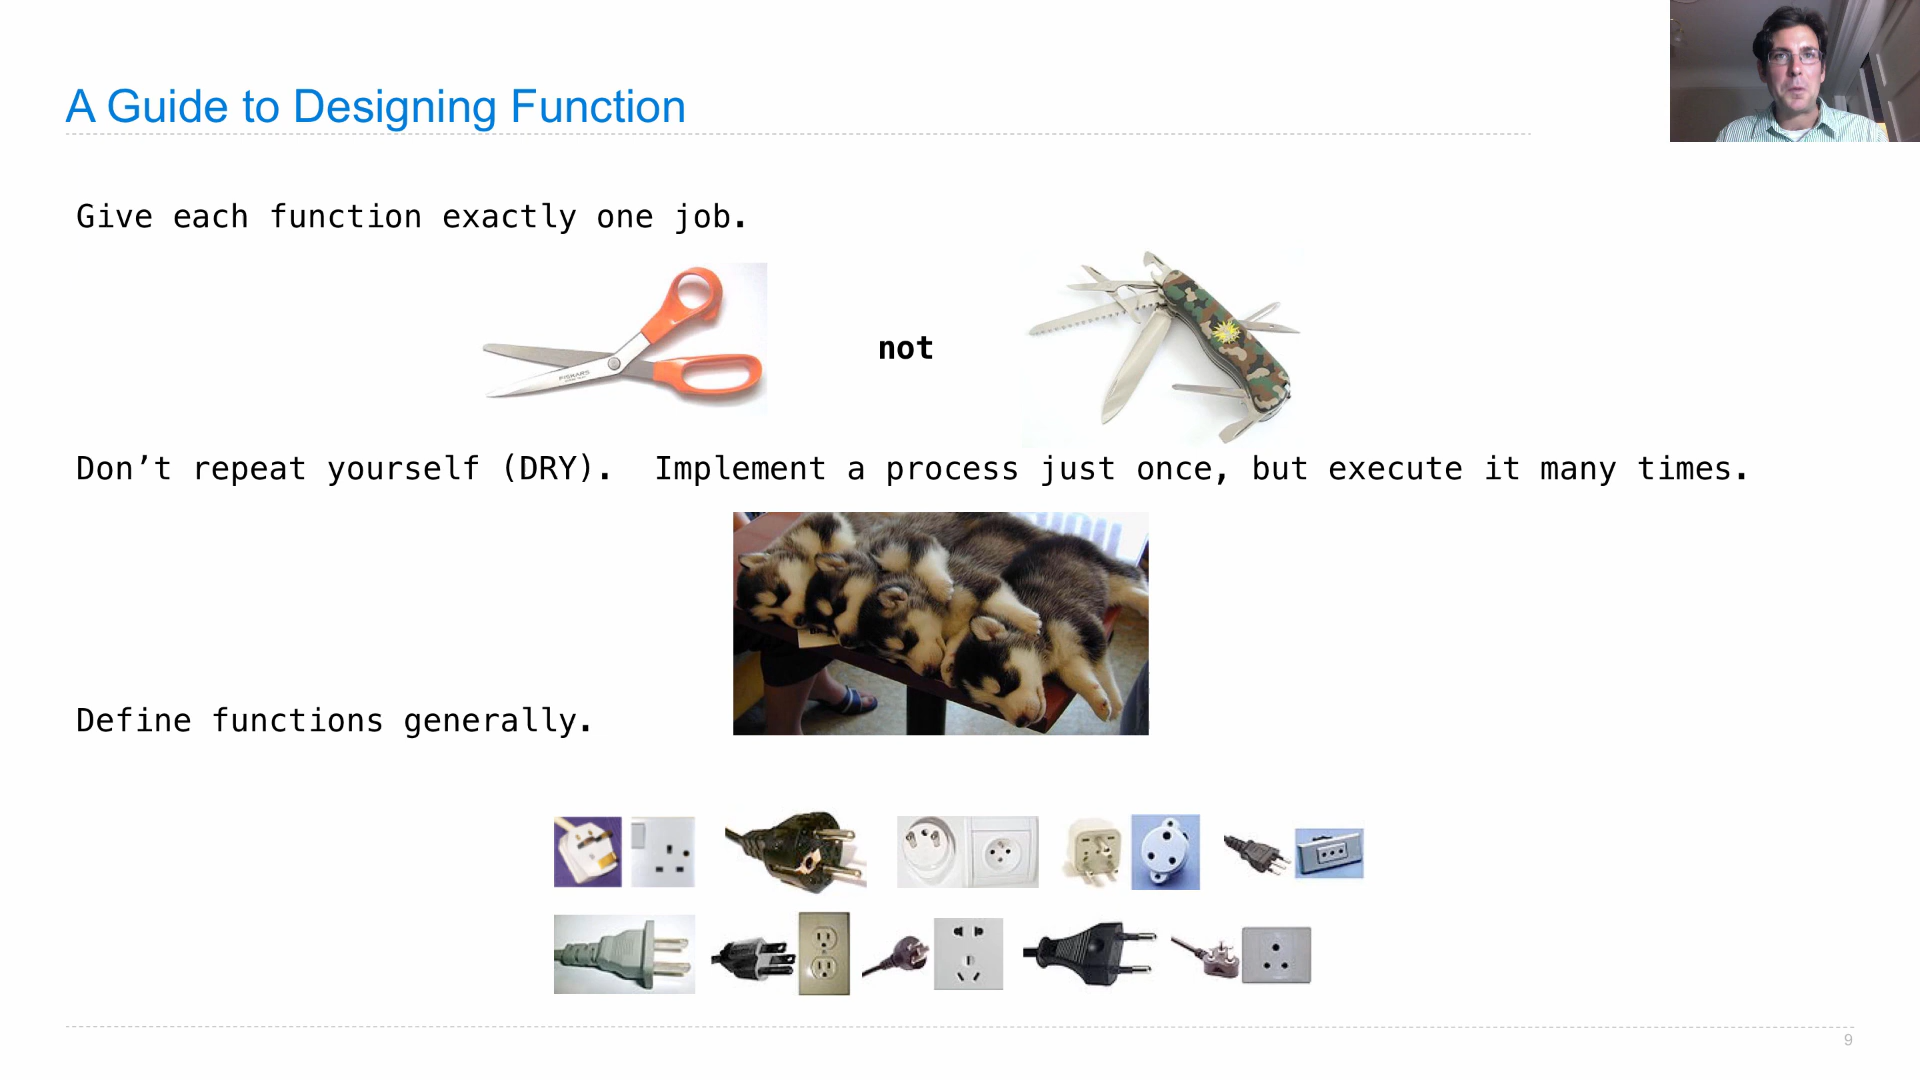 A Guide to Designing Function
Give each function exactly one job.
FISKARS
not
Don’t repeat yourself (DRY).  Implement a process just once, but execute it many times.
Define functions generally.
9